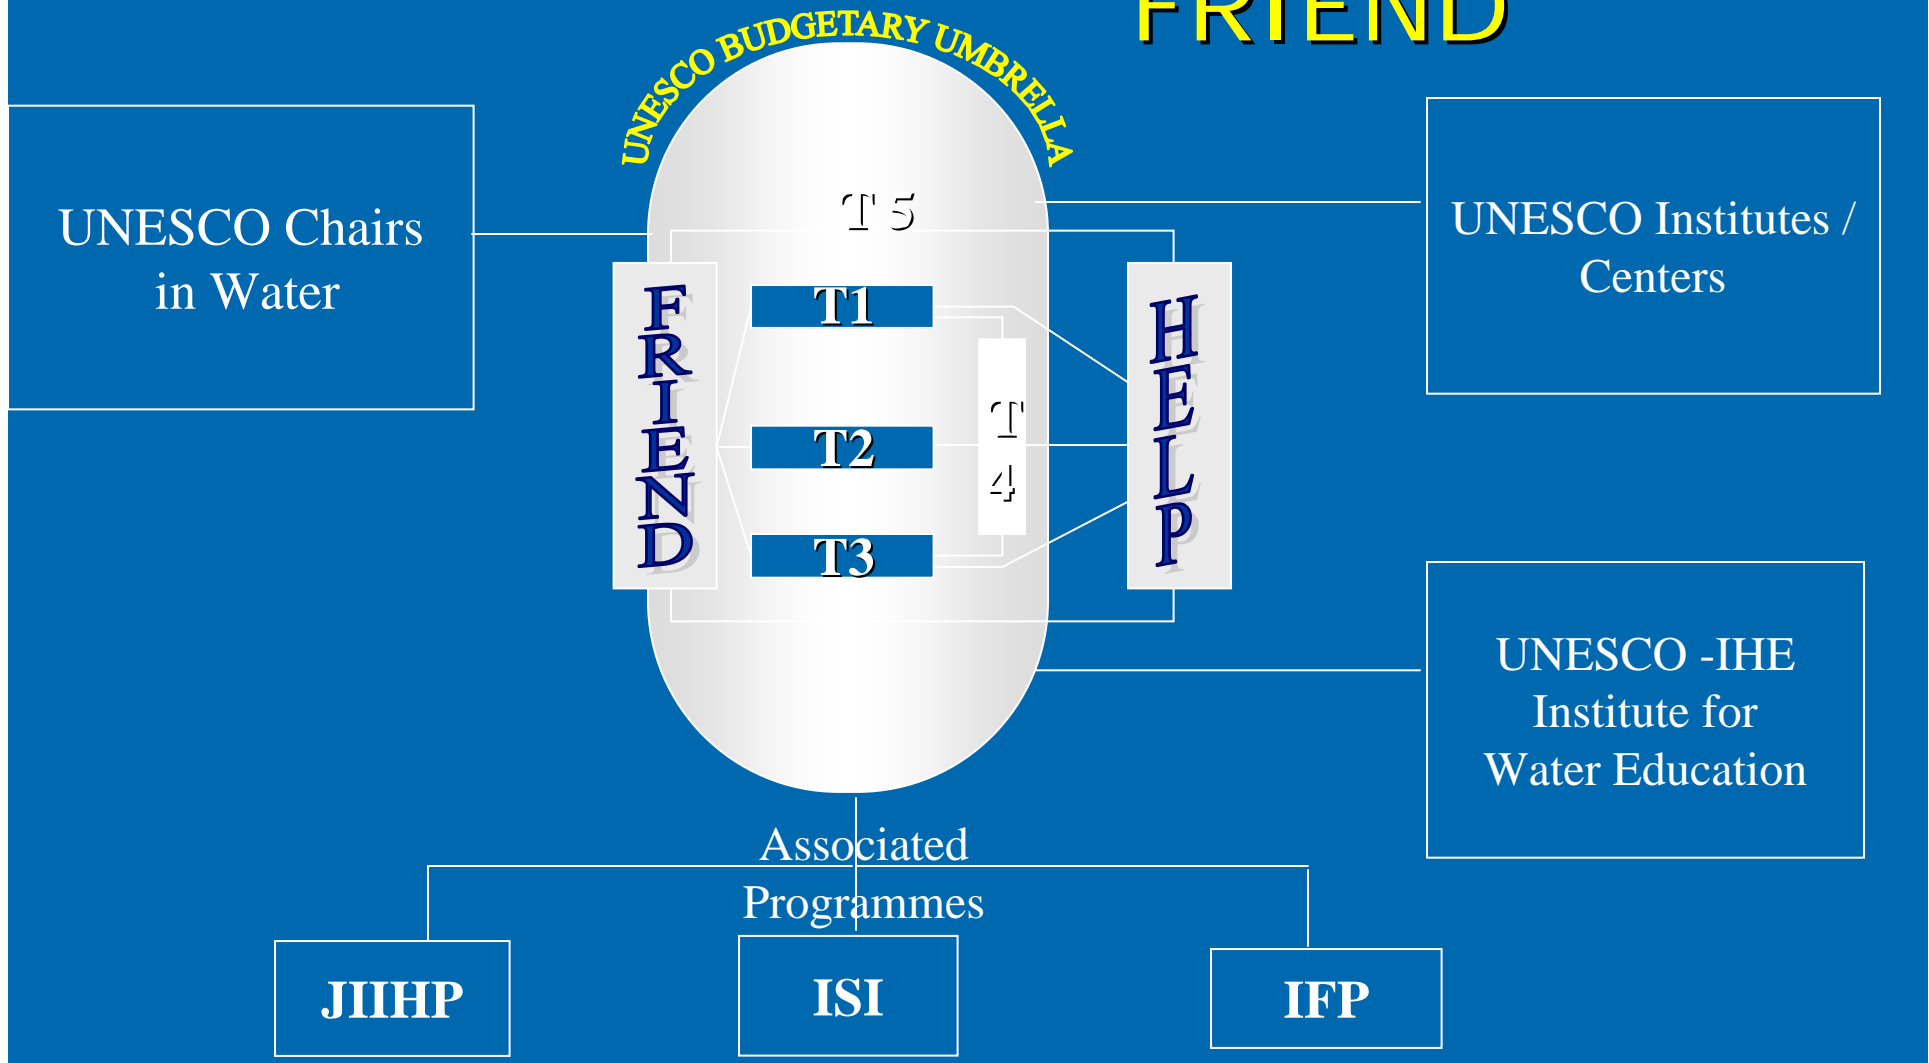 FRIEND
UNESCO BUDGETARY UMBRELLA
UNESCO Chairs
in Water
T 5
UNESCO Institutes /
Centers
FRIEND
T1
T2
T3
T
4
HELP
UNESCO -IHE
Institute for
Water Education
Associated
Programmes
JIIHP
ISI
IFP